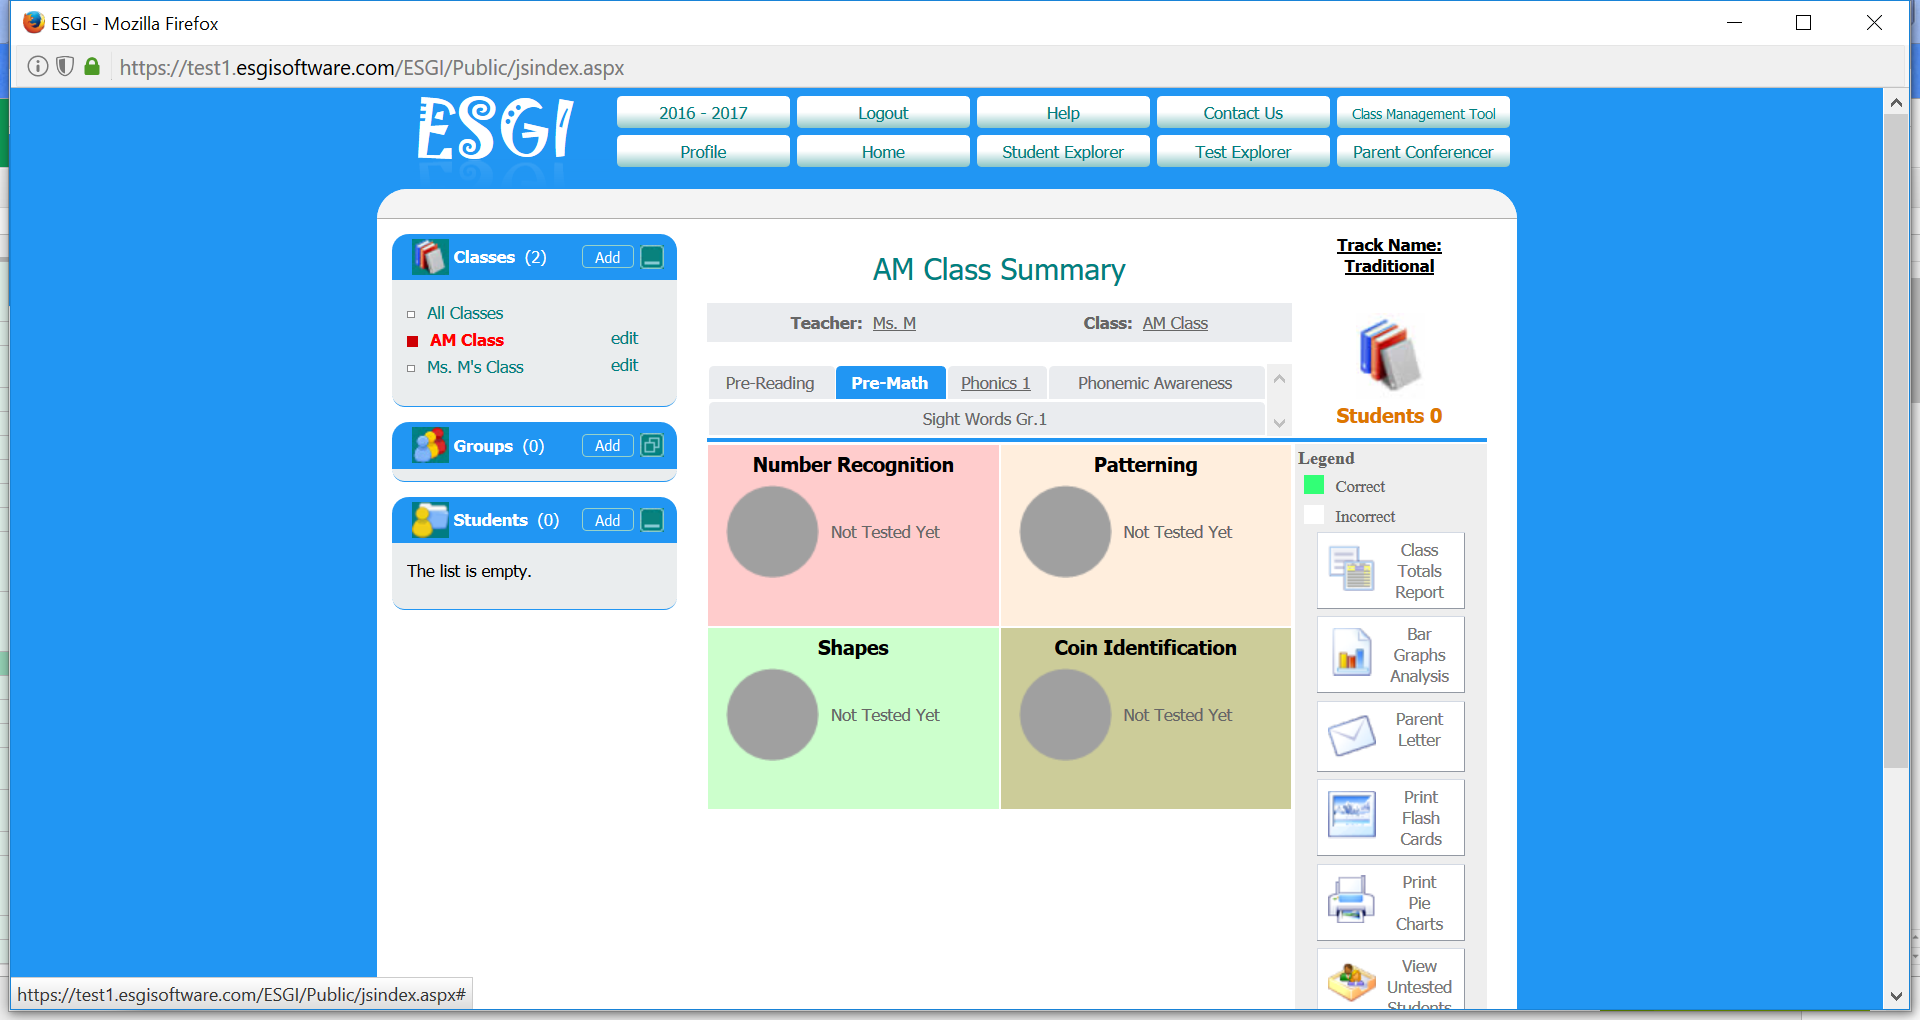 ESGI - Mozilla Firefox
https://test1.esgisoftware.com/ESGI/Public/jsindex.aspx
ESGI
2016 - 2017
Logout
Help
Contact Us
Class Management Tool
Profile
Home
Student Explorer
Test Explorer
Parent Conferencer
Classes (2)
Add
All Classes
AM Class
edit
Ms. M's Class
edit
Groups (0)
Add
Students (0)
Add
The list is empty.
AM Class Summary
Teacher: Ms. M
Class: AM Class
Pre-Reading
Pre-Math
Phonics 1
Phonemic Awareness
Sight Words Gr.1
Track Name:
Traditional
Students 0
Number Recognition
Not Tested Yet
Patterning
Not Tested Yet
Shapes
Not Tested Yet
Coin Identification
Not Tested Yet
Legend
Correct
Incorrect
Class
Totals
Report
Bar
Graphs
Analysis
Parent
Letter
Print
Flash
Cards
Print
Pie
Charts
View
Untested
Students
https://test1.esgisoftware.com/ESGI/Public/jsindex.aspx#